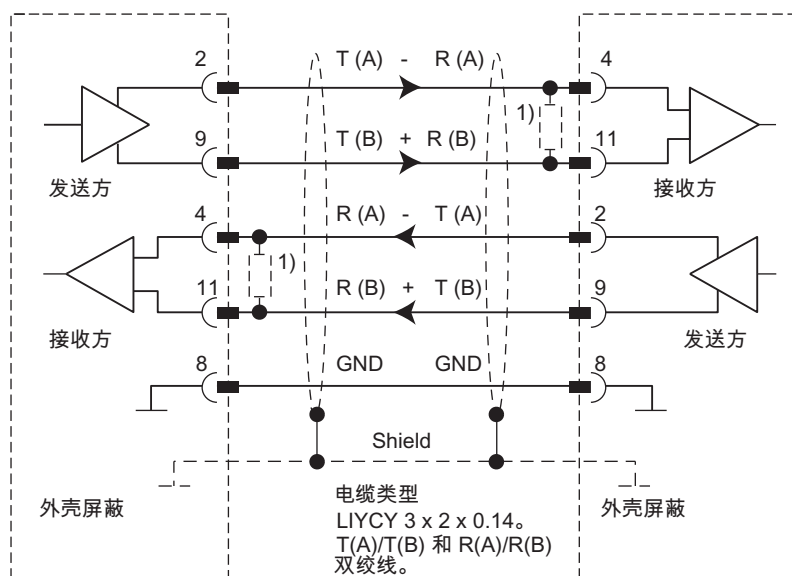 2 T (A) - R (A) 4
1)
9 T (B) + R (B) 11
发送方 接收方
4 R (A) - T (A) 2
1)
11 R (B) + T (B) 9
接收方 发送方
8 GND GND 8
Shield
外壳屏蔽 外壳屏蔽
电缆类型
LIYCY 3 x 2 x 0.14。
T(A)/T(B) 和 R(A)/R(B)
双绞线。